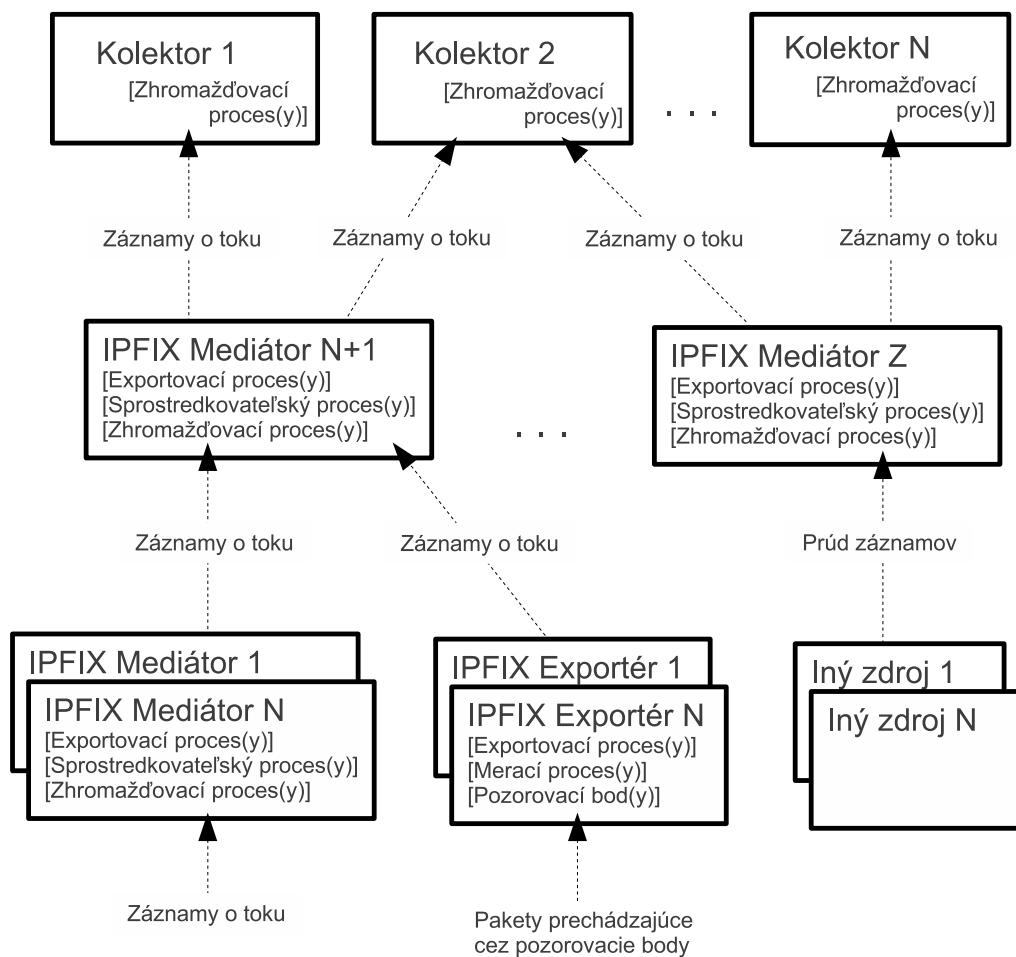 Kolektor 1
[Zhromažďovací
proces(y)]
Kolektor 2
[Zhromažďovací
proces(y)]
. . .
Kolektor N
[Zhromažďovací
proces(y)]
Záznamy o toku
Záznamy o toku
Záznamy o toku
Záznamy o toku
IPFIX Mediátor N+1
[Exportovací proces(y)]
[Sprostredkovateľský proces(y)]
[Zhromažďovací proces(y)]
. . .
IPFIX Mediátor Z
[Exportovací proces(y)]
[Sprostredkovateľský proces(y)]
[Zhromažďovací proces(y)]
Záznamy o toku
Záznamy o toku
Prúd záznamov
IPFIX Mediátor 1
IPFIX Mediátor N
[Exportovací proces(y)]
[Sprostredkovateľský proces(y)]
[Zhromažďovací proces(y)]
IPFIX Exportér 1
IPFIX Exportér N
[Exportovací proces(y)]
[Merací proces(y)]
[Pozorovací bod(y)]
Iný zdroj 1
Iný zdroj N
Záznamy o toku
Pakety prechádzajúce
cez pozorovacie body